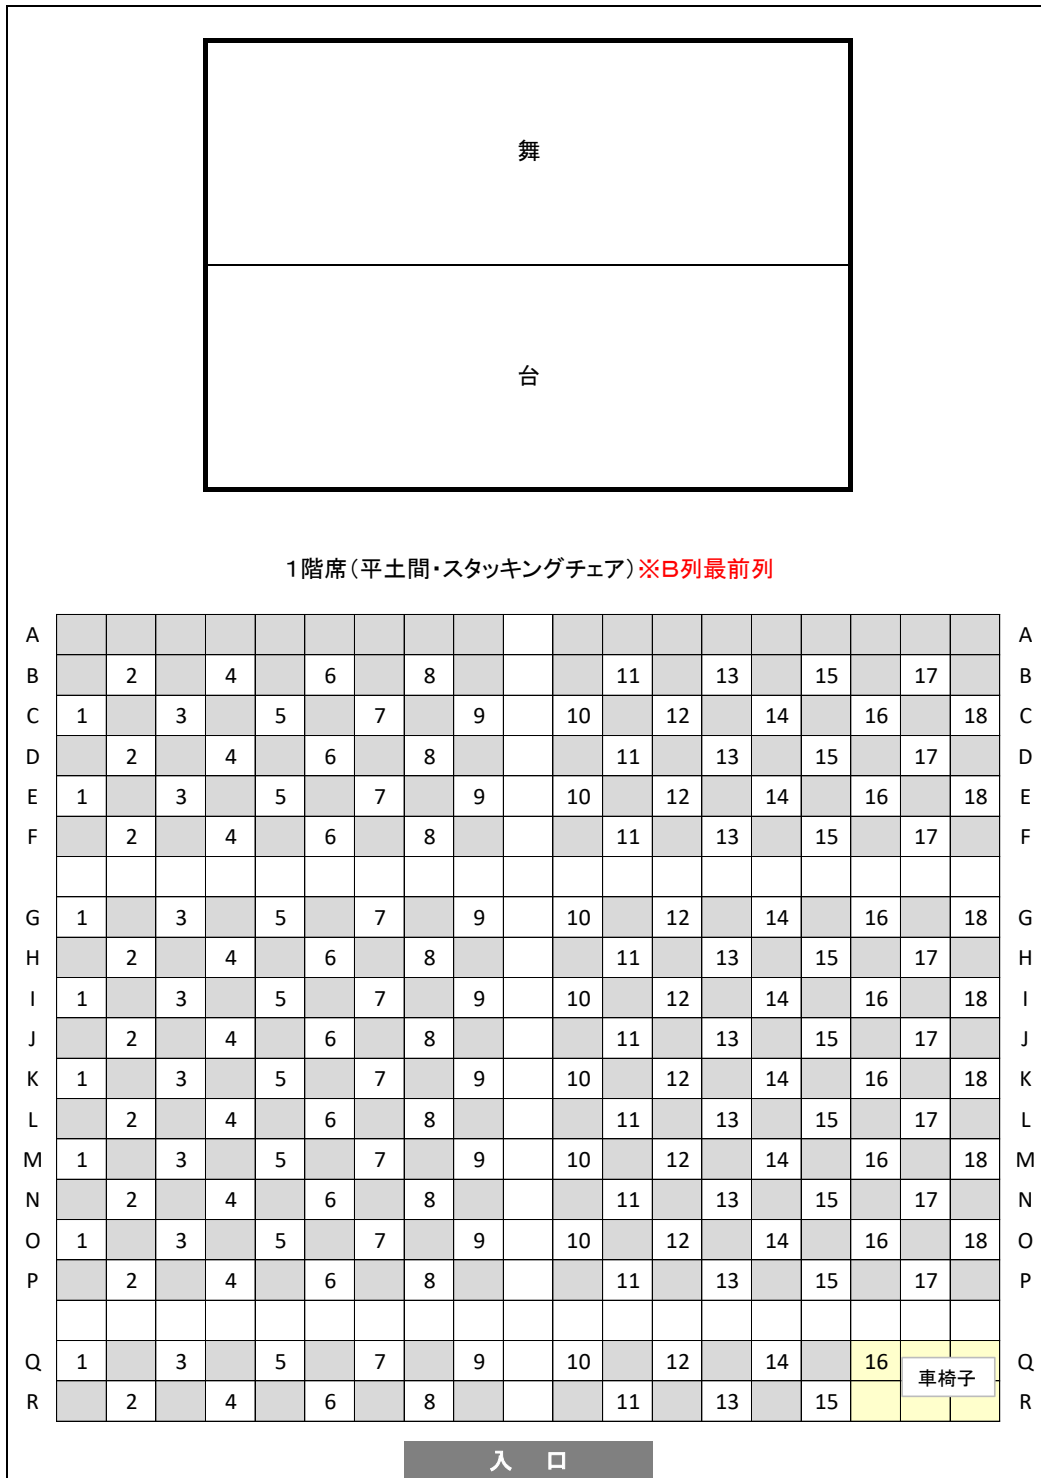 舞
台
1階席(平土間・スタッキングチェア)※B列最前列
A A
B 2 4 6 8 11 13 15 17 B
C 1 3 5 7 9 10 12 14 16 18 C
D 2 4 6 8 11 13 15 17 D
E 1 3 5 7 9 10 12 14 16 18 E
F 2 4 6 8 11 13 15 17 F
G 1 3 5 7 9 10 12 14 16 18 G
H 2 4 6 8 11 13 15 17 H
I 1 3 5 7 9 10 12 14 16 18 I
J 2 4 6 8 11 13 15 17 J
K 1 3 5 7 9 10 12 14 16 18 K
L 2 4 6 8 11 13 15 17 L
M 1 3 5 7 9 10 12 14 16 18 M
N 2 4 6 8 11 13 15 17 N
O 1 3 5 7 9 10 12 14 16 18 O
P 2 4 6 8 11 13 15 17 P
Q 1 3 5 7 9 10 12 14 16 Q
車椅子
R 2 4 6 8 11 13 15 R
入 口